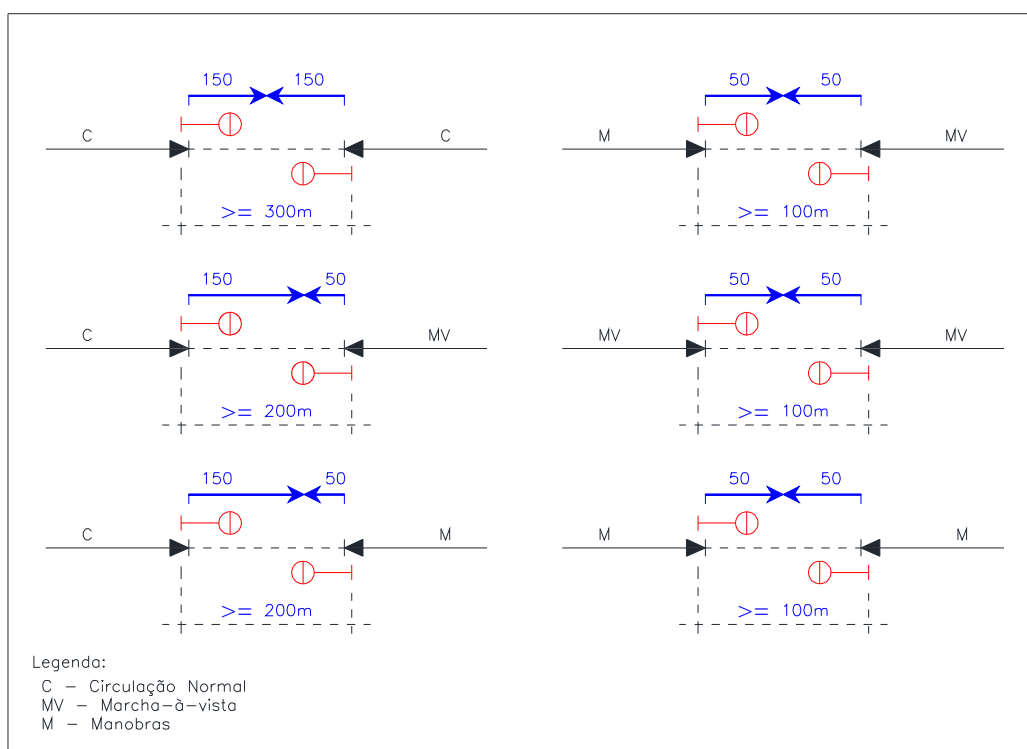 150 150
50 50
C C
M MV
>= 300m
>= 100m
150 50
50 50
C MV
MV MV
>= 200m
>= 100m
150 50
50 50
C M
M M
>= 200m
>= 100m
Legenda:
C - Circulação Normal
MV - Marcha-à-vista
M - Manobras